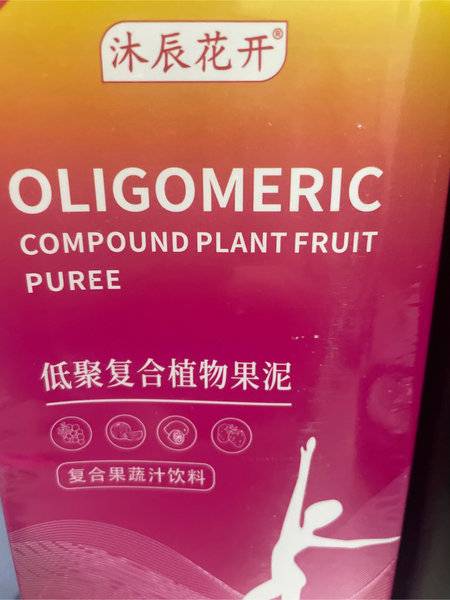 沐辰花开®
OLIGOMERIC
COMPOUND PLANT FRUIT
PUREE
低聚复合植物果泥
复合果蔬汁饮料